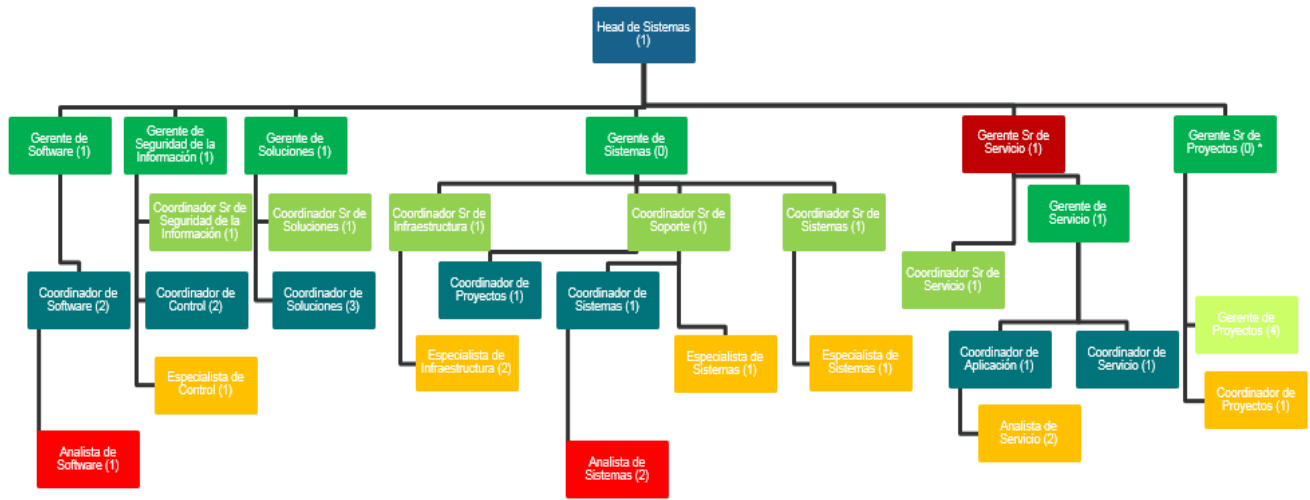 Head de Sistemas
(1)
Gerente de
Software (1)
Gerente de
Seguridad de la
Información (1)
Gerente de
Soluciones (1)
Gerente de
Sistemas (0)
Gerente Sr de
Servicio (1)
Gerente Sr de
Proyectos (0) *
Coordinador Sr de
Seguridad de la
Información (1)
Coordinador Sr de
Soluciones (1)
Coordinador Sr de
Infraestructura (1)
Coordinador Sr de
Soporte (1)
Coordinador Sr de
Sistemas (1)
Gerente de
Servicio (1)
Coordinador Sr de
Servicio (1)
Coordinador de
Software (2)
Coordinador de
Control (2)
Coordinador de
Soluciones (3)
Coordinador de
Proyectos (1)
Coordinador de
Sistemas (1)
Gerente de
Proyectos (4)
Especialista de
Control (1)
Especialista de
Infraestructura (2)
Especialista de
Sistemas (1)
Especialista de
Sistemas (1)
Coordinador de
Aplicación (1)
Coordinador de
Servicio (1)
Coordinador de
Proyectos (1)
Analista de
Servicio (2)
Analista de
Software (1)
Analista de
Sistemas (2)